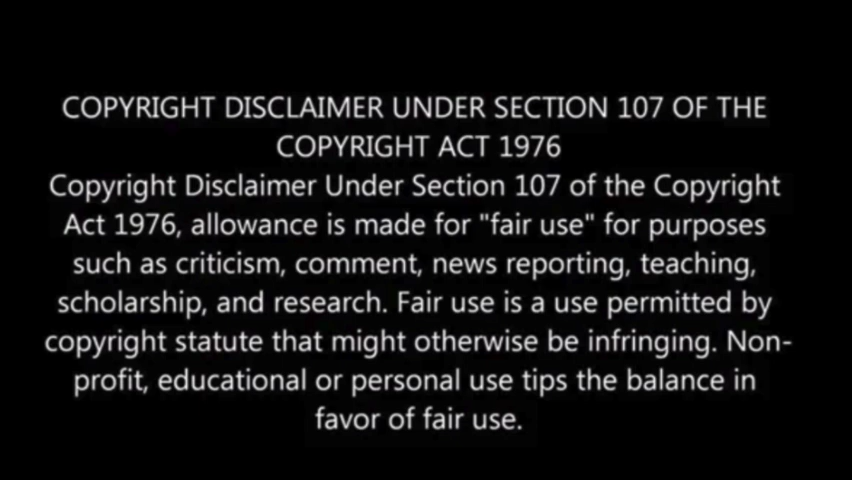 COPYRIGHT DISCLAIMER UNDER SECTION 107 OF THE
COPYRIGHT ACT 1976
Copyright Disclaimer Under Section 107 of the Copyright
Act 1976, allowance is made for "fair use" for purposes
such as criticism, comment, news reporting, teaching,
scholarship, and research. Fair use is a use permitted by
copyright statute that might otherwise be infringing. Non-
profit, educational or personal use tips the balance in
favor of fair use.